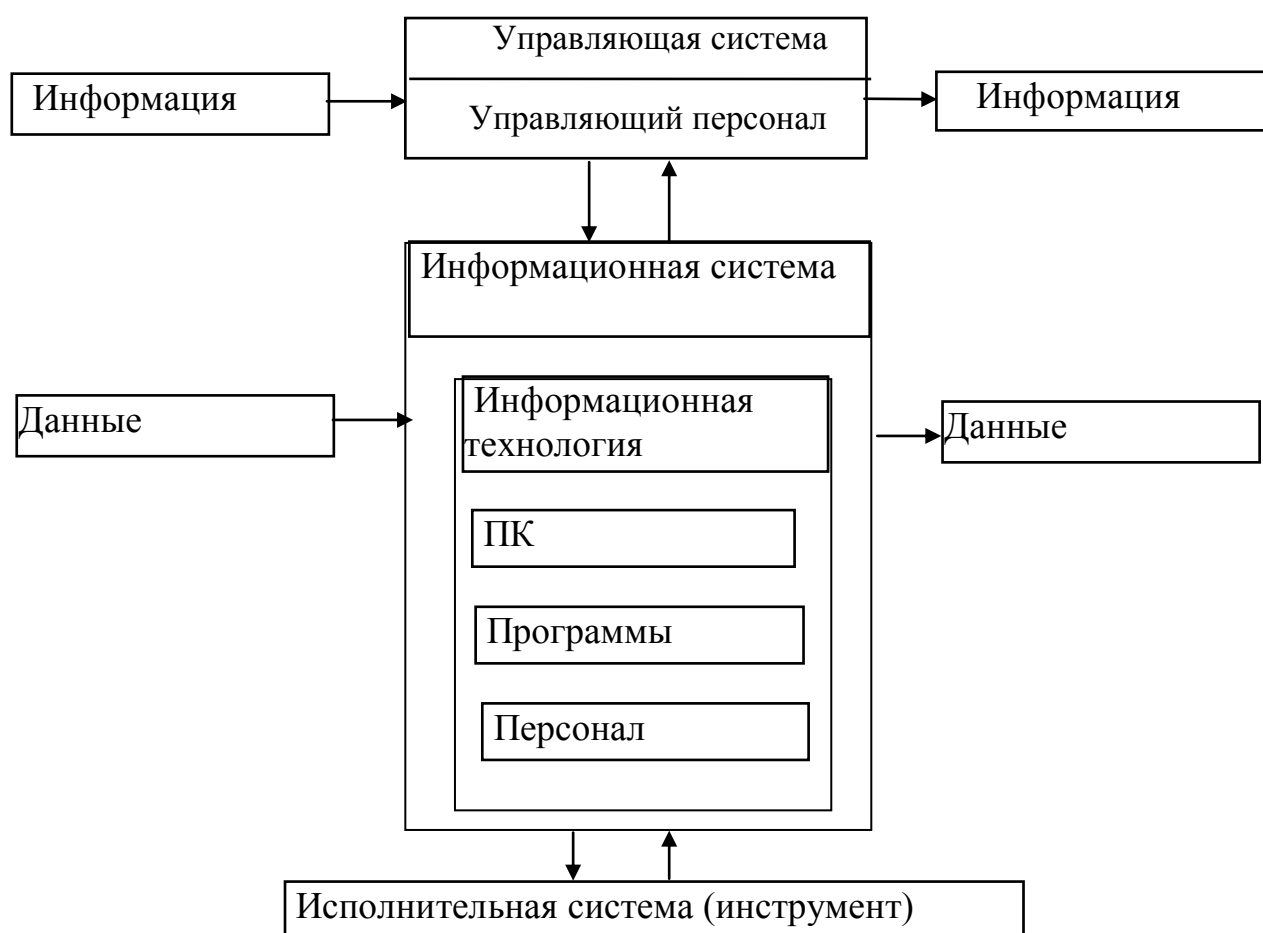 Управляющая система
Информация
Управляющий персонал
Информация
Информационная система
Данные
Информационная
технология
Данные
ПК
Программы
Персонал
Исполнительная система (инструмент)